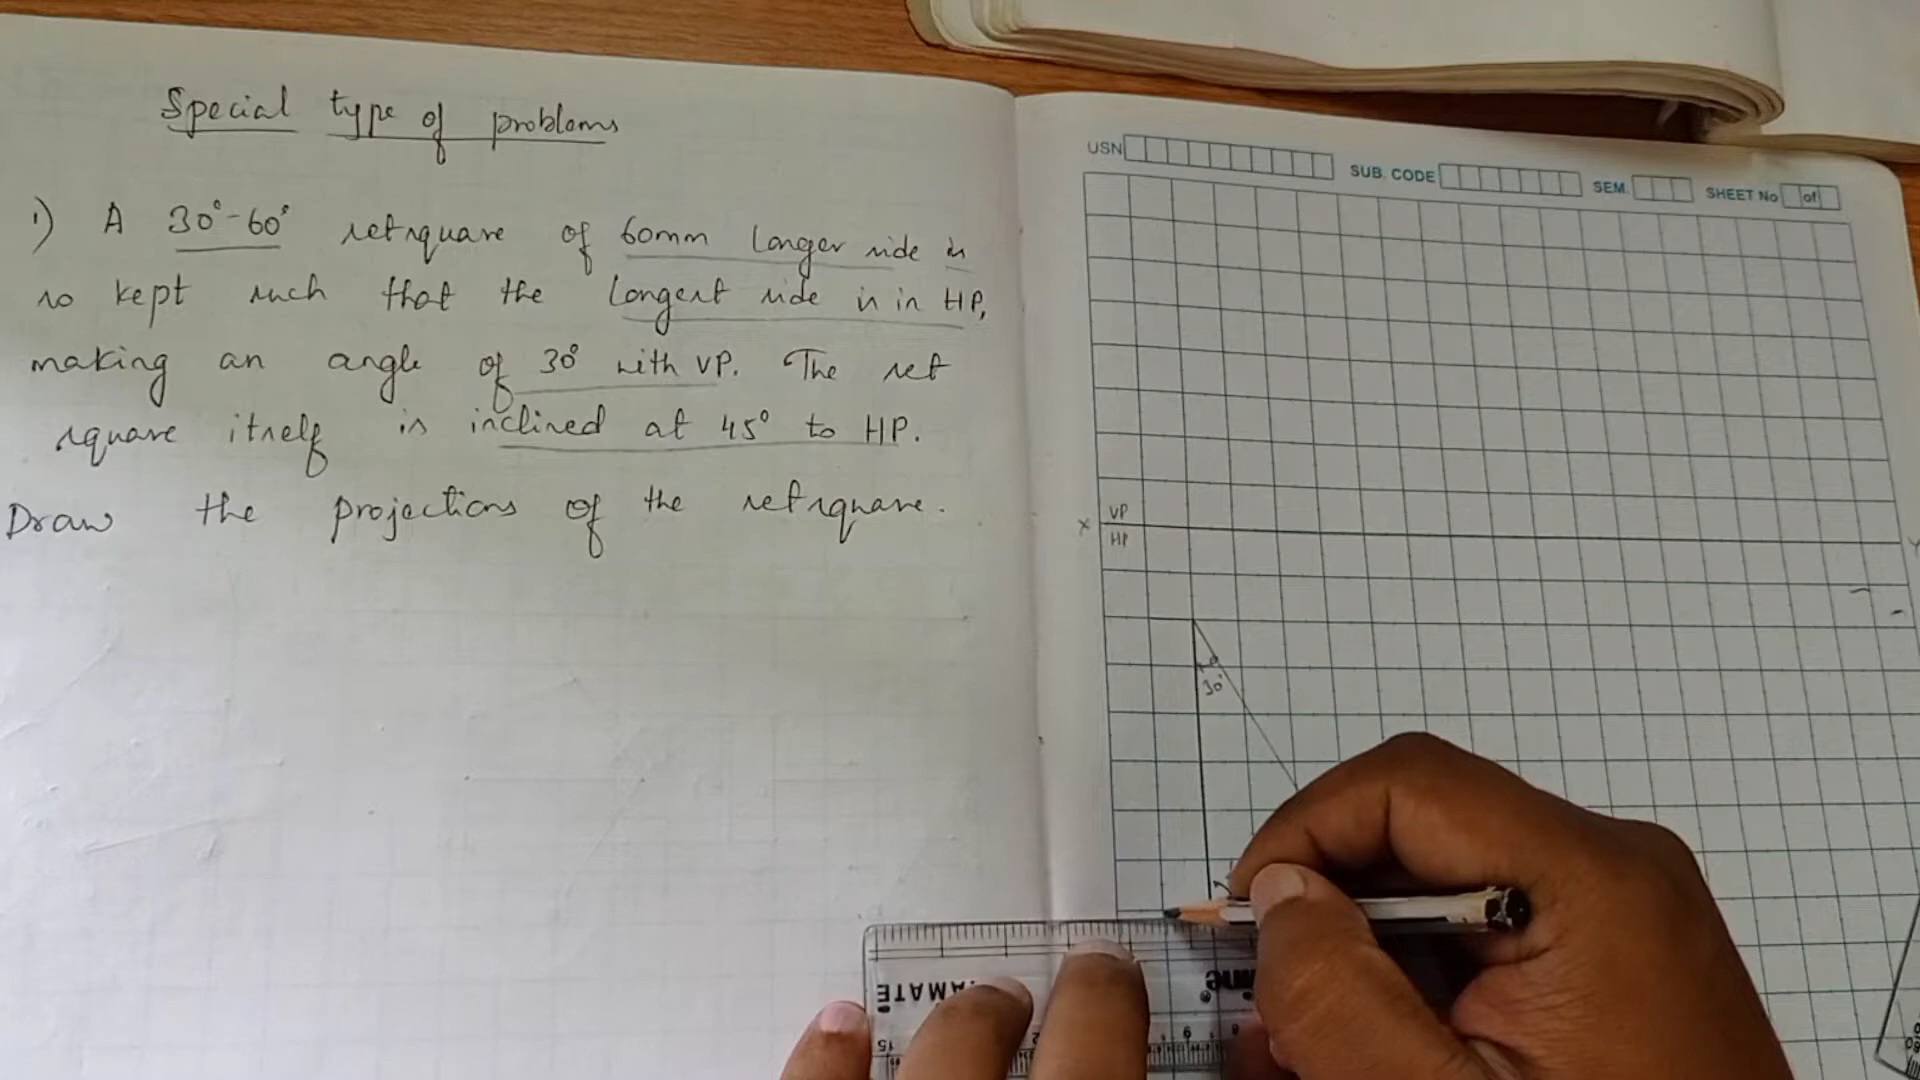 Special type of problems
1) A 30°-60° setsquare of 60mm longer side is
so kept such that the longest side is in HP,
making an angle of 30° with VP. The set
square itself is inclined at 45° to HP.
Draw the projections of the setsquare.
USN SUB. CODE SEM. SHEET No of
VP
X
HP
30°
15